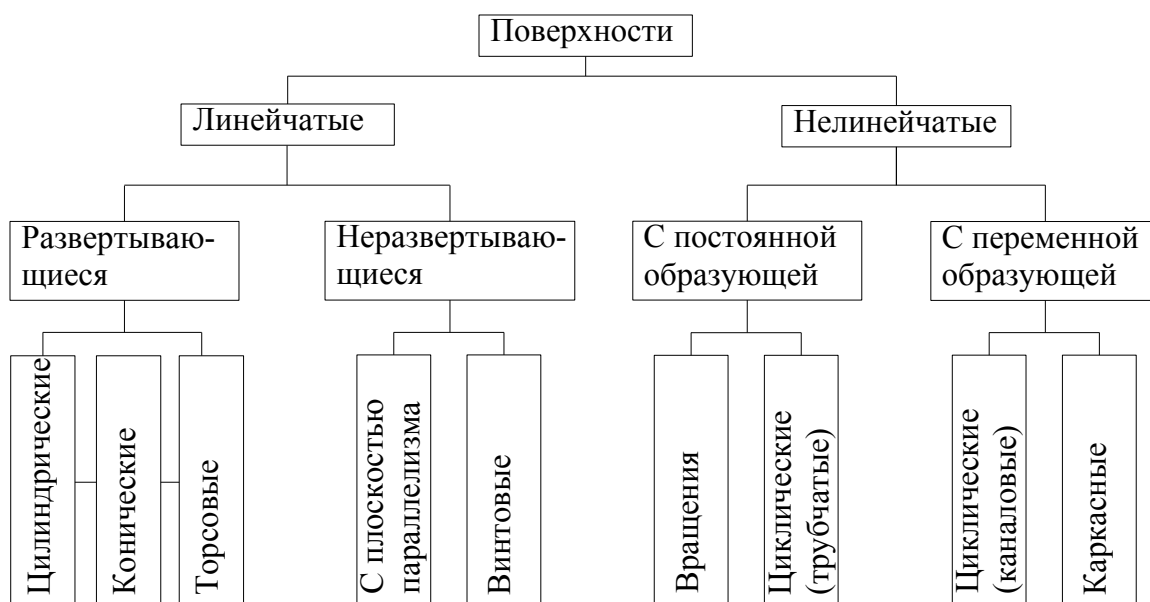 Поверхности
Линейчатые
Нелинейчатые
Развертываю-
щиеся
Неразвертываю-
щиеся
С постоянной
образующей
С переменной
образующей
Цилиндрические
Конические
Торсовые
С плоскостью
параллелизма
Винтовые
Вращения
Циклические
(трубчатые)
Циклические
(каналовые)
Каркасные